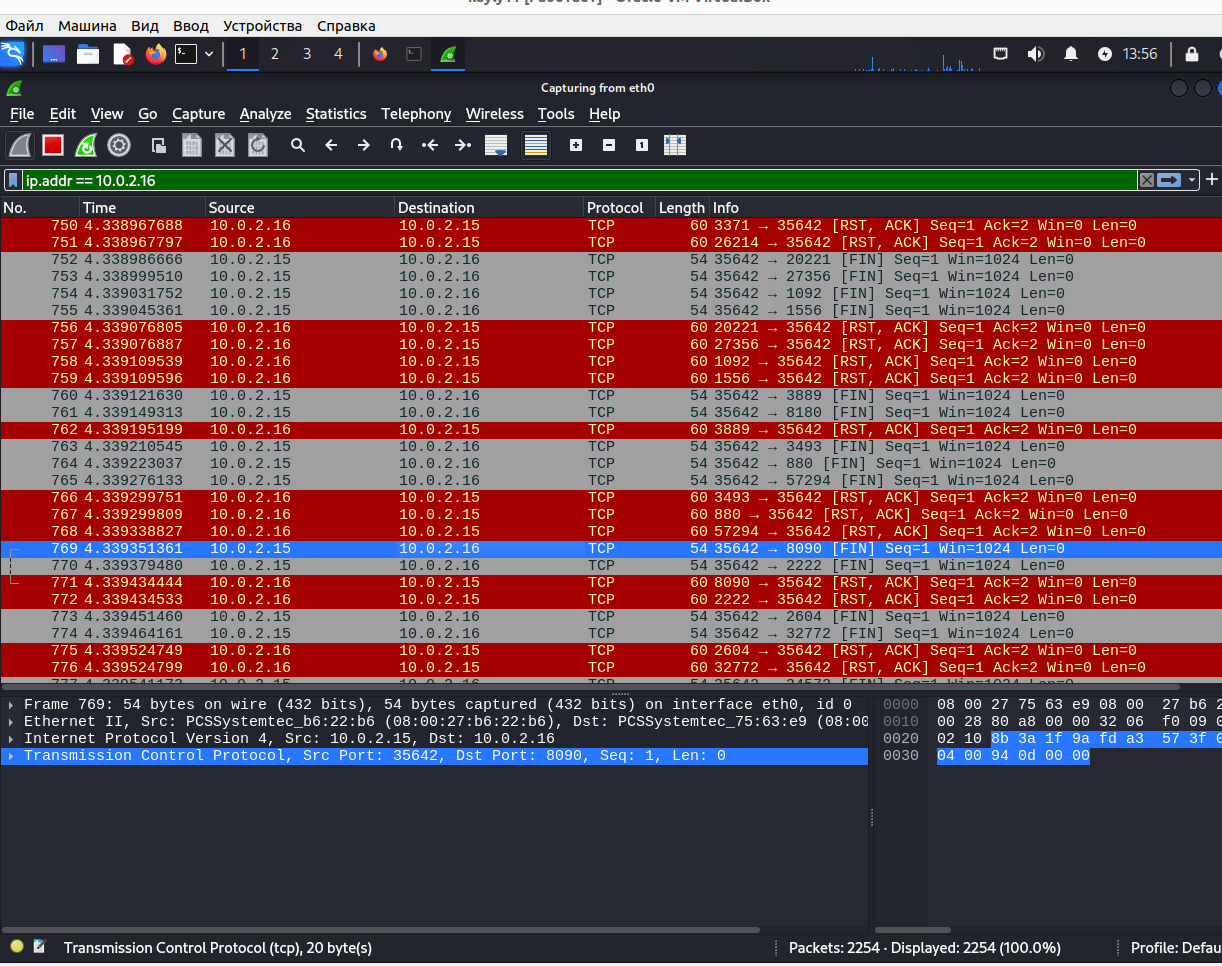 Файл Машина Вид Ввод Устройства Справка
1 2 3 4 13:56
Capturing from eth0
File Edit View Go Capture Analyze Statistics Telephony Wireless Tools Help
ip.addr == 10.0.2.16
No. Time Source Destination Protocol Length Info
750 4.338967688 10.0.2.16 10.0.2.15 TCP 60 3371 → 35642 [RST, ACK] Seq=1 Ack=2 Win=0 Len=0
751 4.338967797 10.0.2.16 10.0.2.15 TCP 60 26214 → 35642 [RST, ACK] Seq=1 Ack=2 Win=0 Len=0
752 4.338986666 10.0.2.15 10.0.2.16 TCP 54 35642 → 20221 [FIN] Seq=1 Win=1024 Len=0
753 4.338999510 10.0.2.15 10.0.2.16 TCP 54 35642 → 27356 [FIN] Seq=1 Win=1024 Len=0
754 4.339031752 10.0.2.15 10.0.2.16 TCP 54 35642 → 1092 [FIN] Seq=1 Win=1024 Len=0
755 4.339045361 10.0.2.15 10.0.2.16 TCP 54 35642 → 1556 [FIN] Seq=1 Win=1024 Len=0
756 4.339076805 10.0.2.16 10.0.2.15 TCP 60 20221 → 35642 [RST, ACK] Seq=1 Ack=2 Win=0 Len=0
757 4.339076887 10.0.2.16 10.0.2.15 TCP 60 27356 → 35642 [RST, ACK] Seq=1 Ack=2 Win=0 Len=0
758 4.339109539 10.0.2.16 10.0.2.15 TCP 60 1092 → 35642 [RST, ACK] Seq=1 Ack=2 Win=0 Len=0
759 4.339109596 10.0.2.16 10.0.2.15 TCP 60 1556 → 35642 [RST, ACK] Seq=1 Ack=2 Win=0 Len=0
760 4.339121630 10.0.2.15 10.0.2.16 TCP 54 35642 → 3889 [FIN] Seq=1 Win=1024 Len=0
761 4.339149313 10.0.2.15 10.0.2.16 TCP 54 35642 → 8180 [FIN] Seq=1 Win=1024 Len=0
762 4.339195199 10.0.2.16 10.0.2.15 TCP 60 3889 → 35642 [RST, ACK] Seq=1 Ack=2 Win=0 Len=0
763 4.339210545 10.0.2.15 10.0.2.16 TCP 54 35642 → 3493 [FIN] Seq=1 Win=1024 Len=0
764 4.339223037 10.0.2.15 10.0.2.16 TCP 54 35642 → 880 [FIN] Seq=1 Win=1024 Len=0
765 4.339276133 10.0.2.15 10.0.2.16 TCP 54 35642 → 57294 [FIN] Seq=1 Win=1024 Len=0
766 4.339299751 10.0.2.16 10.0.2.15 TCP 60 3493 → 35642 [RST, ACK] Seq=1 Ack=2 Win=0 Len=0
767 4.339299809 10.0.2.16 10.0.2.15 TCP 60 880 → 35642 [RST, ACK] Seq=1 Ack=2 Win=0 Len=0
768 4.339338827 10.0.2.16 10.0.2.15 TCP 60 57294 → 35642 [RST, ACK] Seq=1 Ack=2 Win=0 Len=0
769 4.339351361 10.0.2.15 10.0.2.16 TCP 54 35642 → 8090 [FIN] Seq=1 Win=1024 Len=0
770 4.339379480 10.0.2.15 10.0.2.16 TCP 54 35642 → 2222 [FIN] Seq=1 Win=1024 Len=0
771 4.339434444 10.0.2.16 10.0.2.15 TCP 60 8090 → 35642 [RST, ACK] Seq=1 Ack=2 Win=0 Len=0
772 4.339434533 10.0.2.16 10.0.2.15 TCP 60 2222 → 35642 [RST, ACK] Seq=1 Ack=2 Win=0 Len=0
773 4.339451460 10.0.2.15 10.0.2.16 TCP 54 35642 → 2604 [FIN] Seq=1 Win=1024 Len=0
774 4.339464161 10.0.2.15 10.0.2.16 TCP 54 35642 → 32772 [FIN] Seq=1 Win=1024 Len=0
775 4.339524749 10.0.2.16 10.0.2.15 TCP 60 2604 → 35642 [RST, ACK] Seq=1 Ack=2 Win=0 Len=0
776 4.339524799 10.0.2.16 10.0.2.15 TCP 60 32772 → 35642 [RST, ACK] Seq=1 Ack=2 Win=0 Len=0
Frame 769: 54 bytes on wire (432 bits), 54 bytes captured (432 bits) on interface eth0, id 0
Ethernet II, Src: PCSSystemtec_b6:22:b6 (08:00:27:b6:22:b6), Dst: PCSSystemtec_75:63:e9 (08:00
Internet Protocol Version 4, Src: 10.0.2.15, Dst: 10.0.2.16
Transmission Control Protocol, Src Port: 35642, Dst Port: 8090, Seq: 1, Len: 0
0000 08 00 27 75 63 e9 08 00 27 b6 2
0010 00 28 80 a8 00 00 32 06 f0 09 0
0020 02 10 8b 3a 1f 9a fd a3 57 3f 0
0030 04 00 94 0d 00 00
Transmission Control Protocol (tcp), 20 byte(s) Packets: 2254 · Displayed: 2254 (100.0%) Profile: Defau